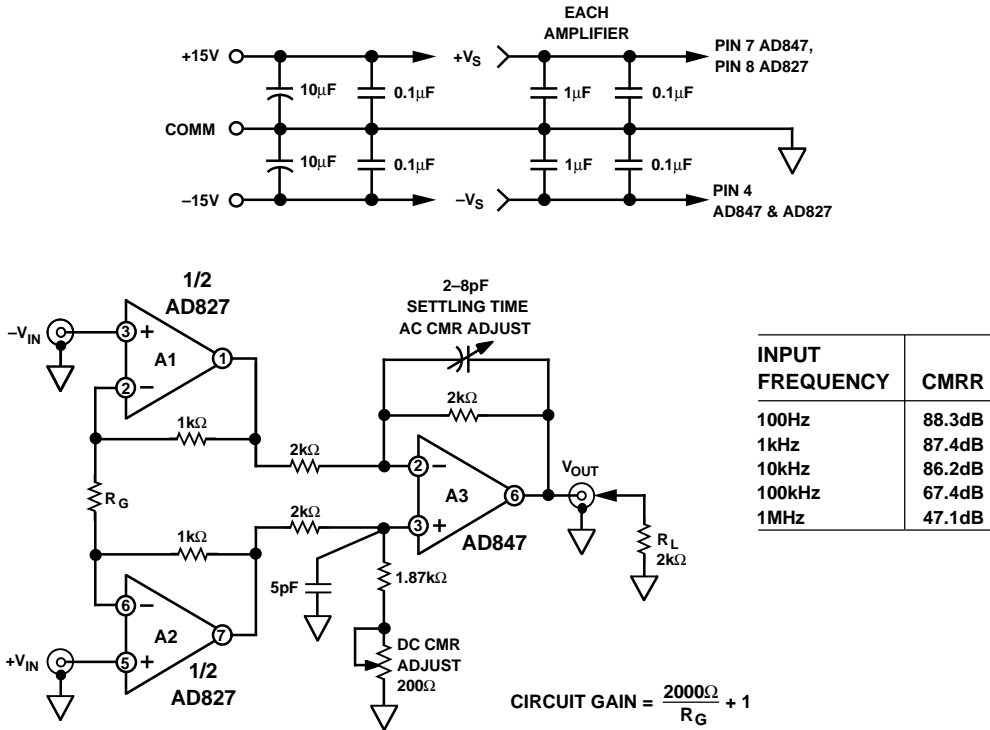 EACH
AMPLIFIER
+15V
+VS
PIN 7 AD847,
PIN 8 AD827
10µF
0.1µF
1µF
0.1µF
COMM
10µF
0.1µF
1µF
0.1µF
–15V
–VS
PIN 4
AD847 & AD827
1/2
AD827
2–8pF
SETTLING TIME
AC CMR ADJUST
–VIN
3
+
A1
1
2
–
1kΩ
2kΩ
2kΩ
2
–
A3
6
VOUT
RG
2kΩ
3
+
AD847
1kΩ
RL
2kΩ
5pF
1.87kΩ
6
–
A2
7
+VIN
5
+
1/2
AD827
DC CMR
ADJUST
200Ω
CIRCUIT GAIN = 2000Ω / RG + 1
INPUT
FREQUENCY CMRR
100Hz 88.3dB
1kHz 87.4dB
10kHz 86.2dB
100kHz 67.4dB
1MHz 47.1dB